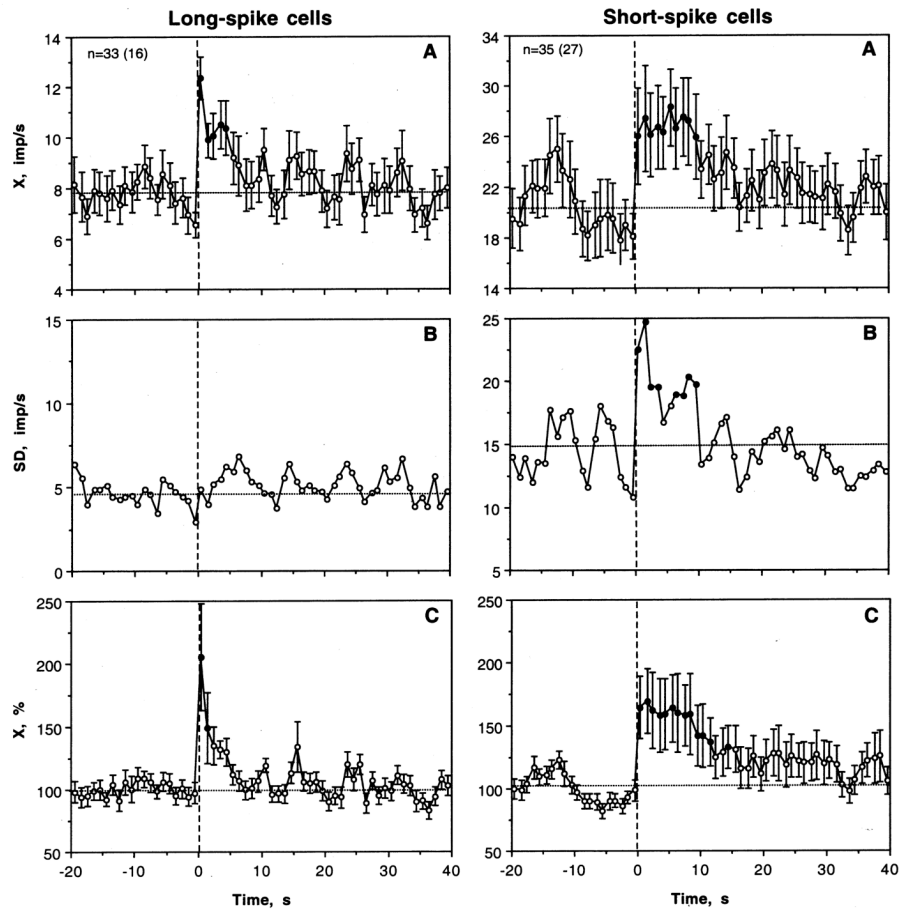 Long-spike cells
Short-spike cells
n=33 (16)
A
X, imp/s
14
12
10
8
6
4
n=35 (27)
A
34
30
26
22
18
14
B
SD, imp/s
15
10
5
0
B
25
20
15
10
5
C
X, %
250
200
150
100
50
-20 -10 0 10 20 30 40
Time, s
C
250
200
150
100
50
-20 -10 0 10 20 30 40
Time, s